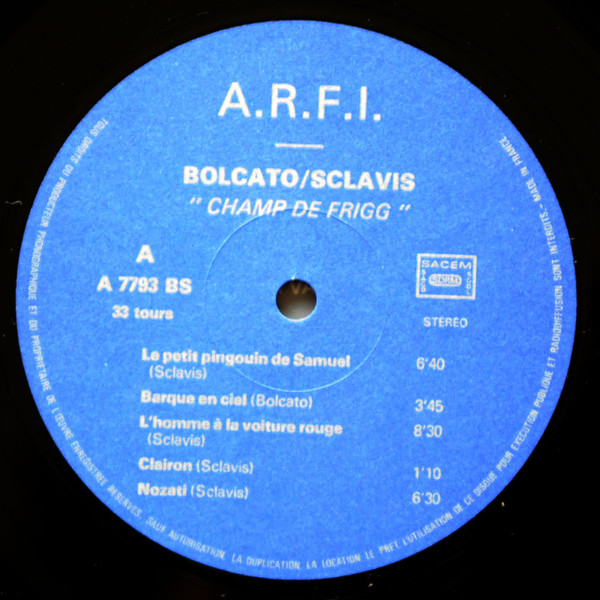 A.R.F.I.
BOLCATO/SCLAVIS
" CHAMP DE FRIGG "
A
A 7793 BS
33 tours
SACEM
STEREO
Le petit pingouin de Samuel 6'40
(Sclavis)
Barque en ciel (Bolcato) 3'45
L'homme à la voiture rouge 8'30
(Sclavis)
Clairon (Sclavis) 1'10
Nozati (Sclavis) 6'30
TOUS DROITS DU PRODUCTEUR PHONOGRAPHIQUE ET DU PROPRIETAIRE DE L'ŒUVRE ENREGISTREE RESERVES. SAUF AUTORISATION, LA DUPLICATION, LA LOCATION LE PRET, L'UTILISATION DE CE DISQUE POUR EXECUTION PUBLIQUE ET RADIODIFFUSION SONT INTERDITS.- MADE IN FRANCE